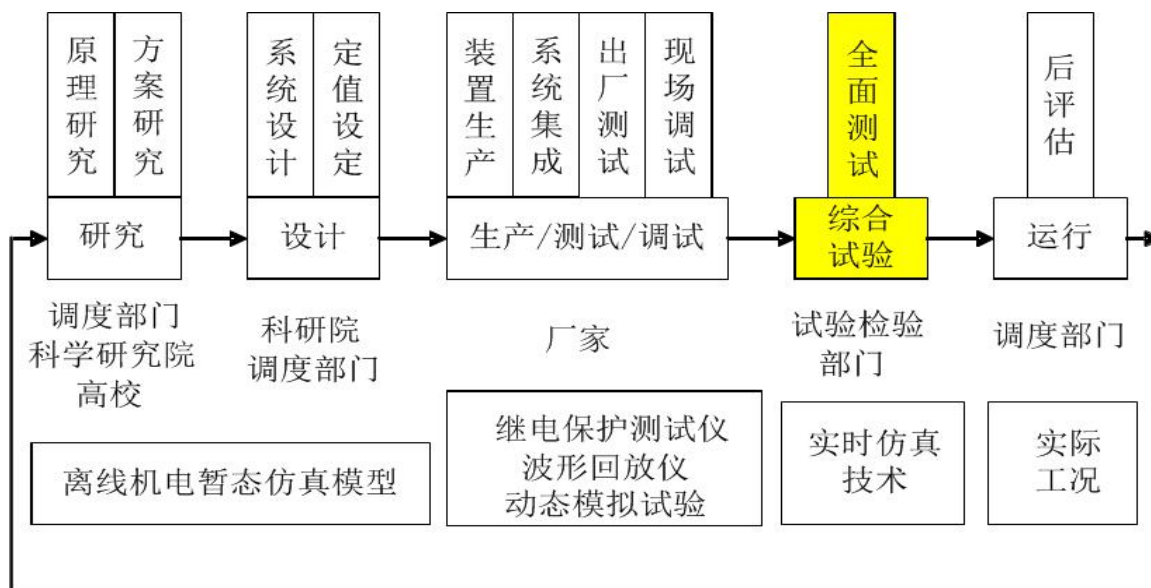 原理研究
方案研究
系统设计
定值设定
装置生产
系统集成
出厂测试
现场调试
全面测试
后评估
研究
设计
生产/测试/调试
综合
试验
运行
调度部门
科学研究院
高校
科研院
调度部门
厂家
试验检验
部门
调度部门
离线机电暂态仿真模型
继电保护测试仪
波形回放仪
动态模拟试验
实时仿真
技术
实际
工况